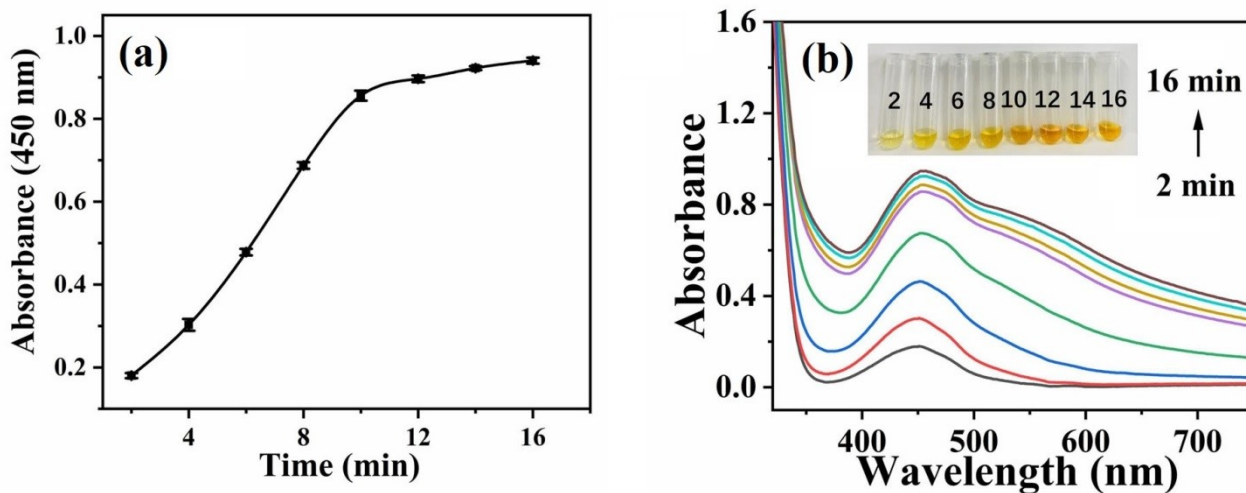 (a)
Absorbance (450 nm)
1.0
0.8
0.6
0.4
0.2
4 8 12 16
Time (min)
(b)
2 4 6 8 10 12 14 16
16 min
2 min
Absorbance
1.6
1.2
0.8
0.4
0.0
400 500 600 700
Wavelength (nm)